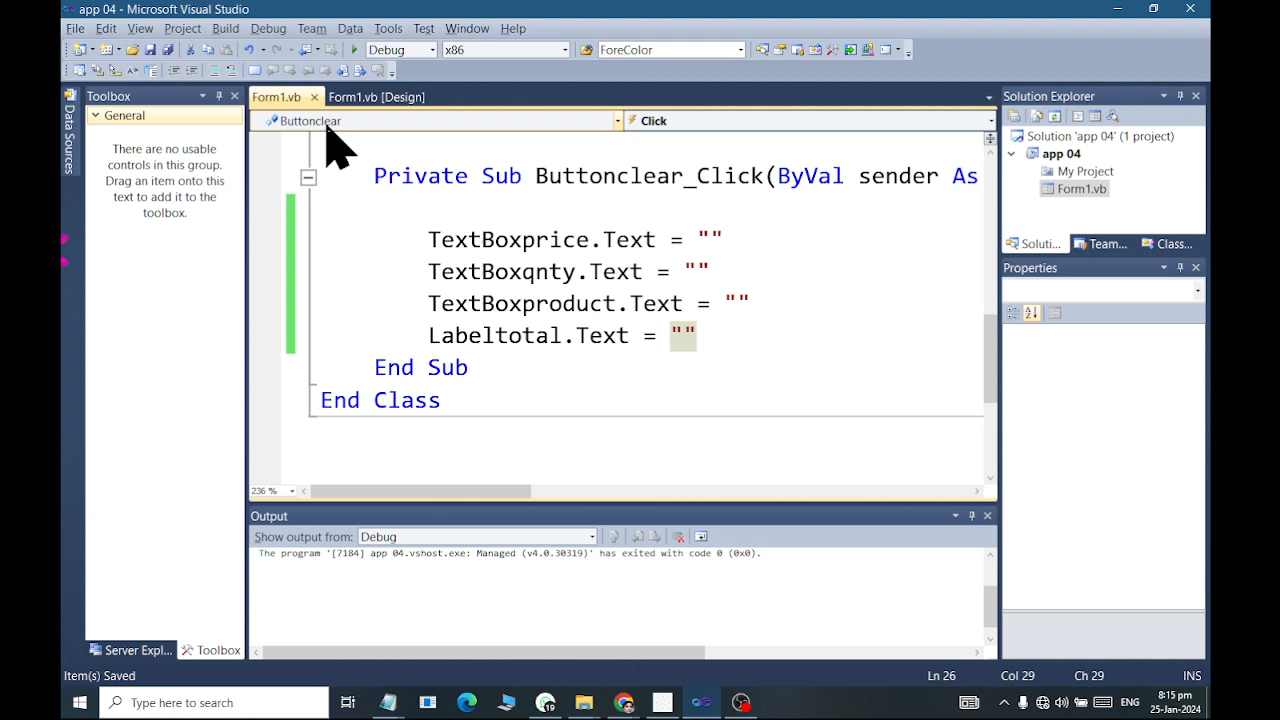 app 04 - Microsoft Visual Studio
File Edit View Project Build Debug Team Data Tools Test Window Help
Debug x86 ForeColor
Data Sources
Toolbox
General
There are no usable
controls in this group.
Drag an item onto this
text to add it to the
toolbox.
Server Expl... Toolbox
Form1.vb Form1.vb [Design]
Buttonclear Click
Private Sub Buttonclear_Click(ByVal sender As
TextBoxprice.Text = ""
TextBoxqnty.Text = ""
TextBoxproduct.Text = ""
Labeltotal.Text = ""
End Sub
End Class
236 %
Output
Show output from: Debug
The program '[7184] app 04.vshost.exe: Managed (v4.0.30319)' has exited with code 0 (0x0).
Solution Explorer
Solution 'app 04' (1 project)
app 04
My Project
Form1.vb
Soluti... Team... Class...
Properties
Item(s) Saved Ln 26 Col 29 Ch 29 INS
Type here to search
ENG
8:15 pm
25-Jan-2024